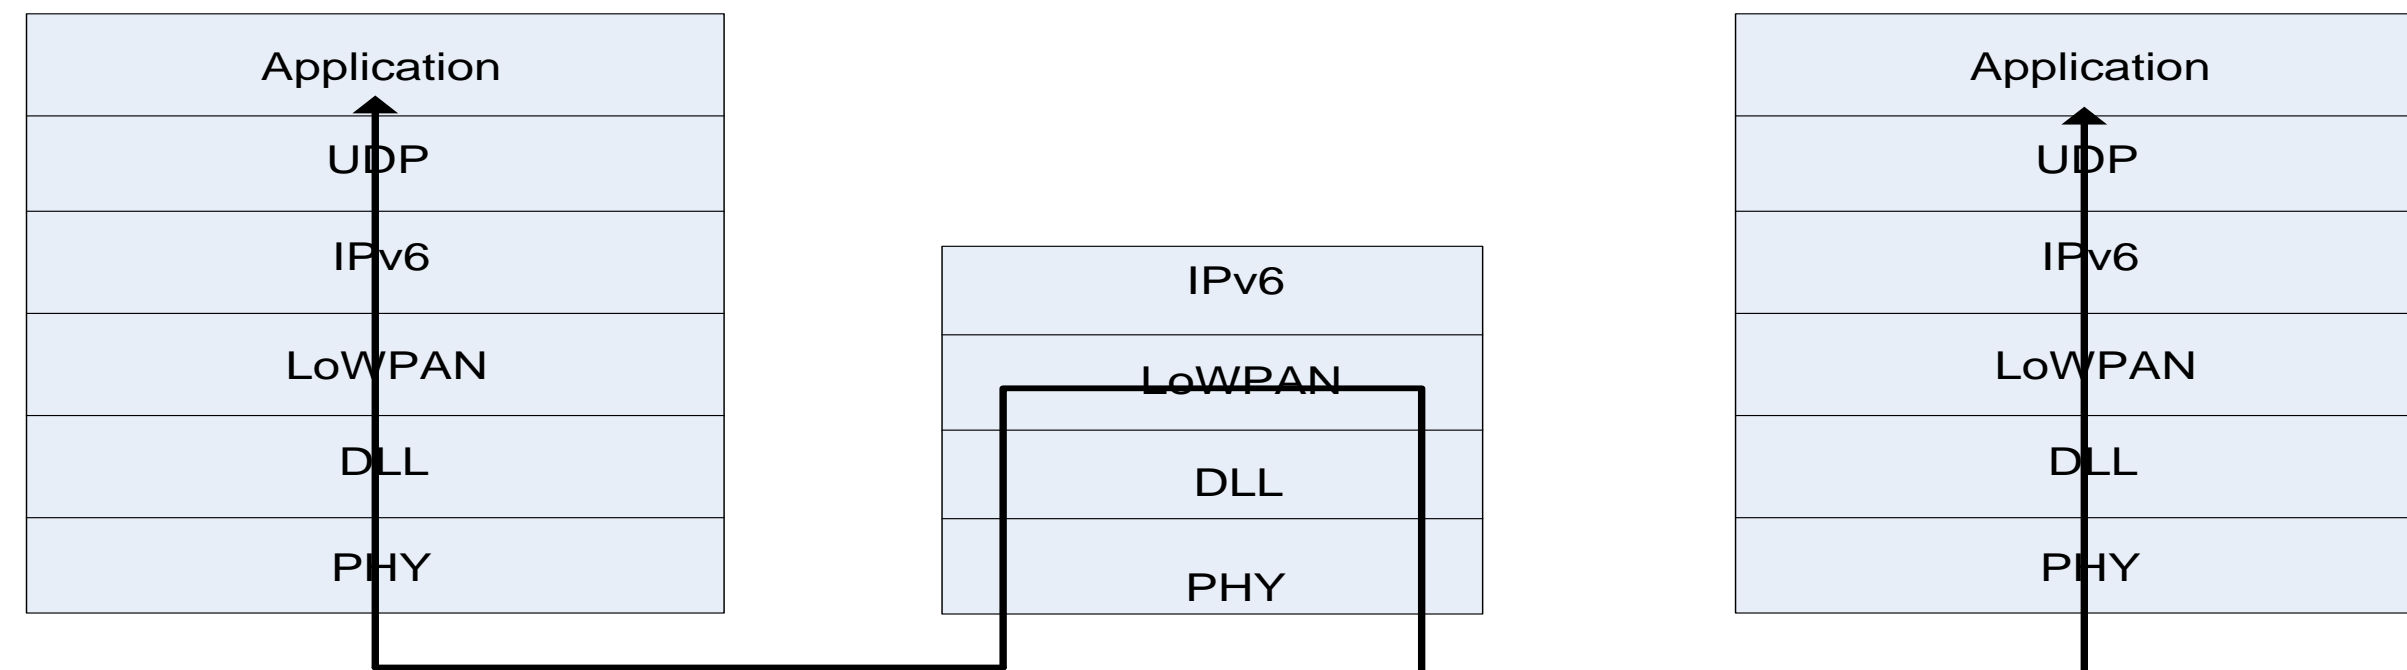 Application
UDP
IPv6
LoWPAN
DLL
PHY
IPv6
LoWPAN
DLL
PHY
Application
UDP
IPv6
LoWPAN
DLL
PHY